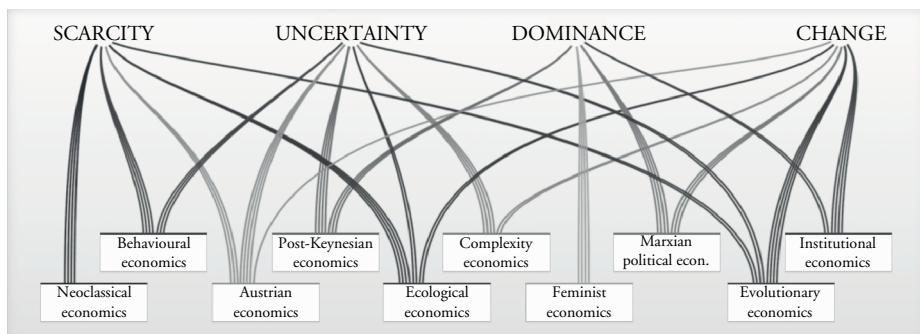 SCARCITY UNCERTAINTY DOMINANCE CHANGE
Behavioural
economics
Post-Keynesian
economics
Complexity
economics
Marxian
political econ.
Institutional
economics
Neoclassical
economics
Austrian
economics
Ecological
economics
Feminist
economics
Evolutionary
economics